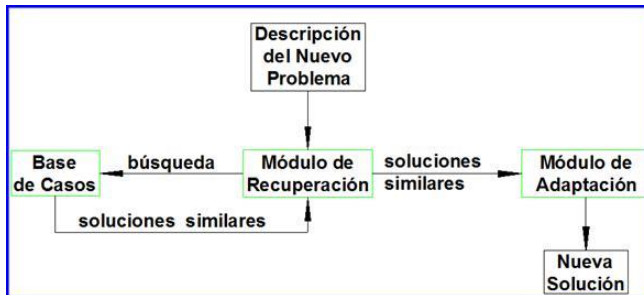 Descripción
del Nuevo
Problema
Base
de Casos
búsqueda
Módulo de
Recuperación
soluciones
similares
Módulo de
Adaptación
soluciones similares
Nueva
Solución